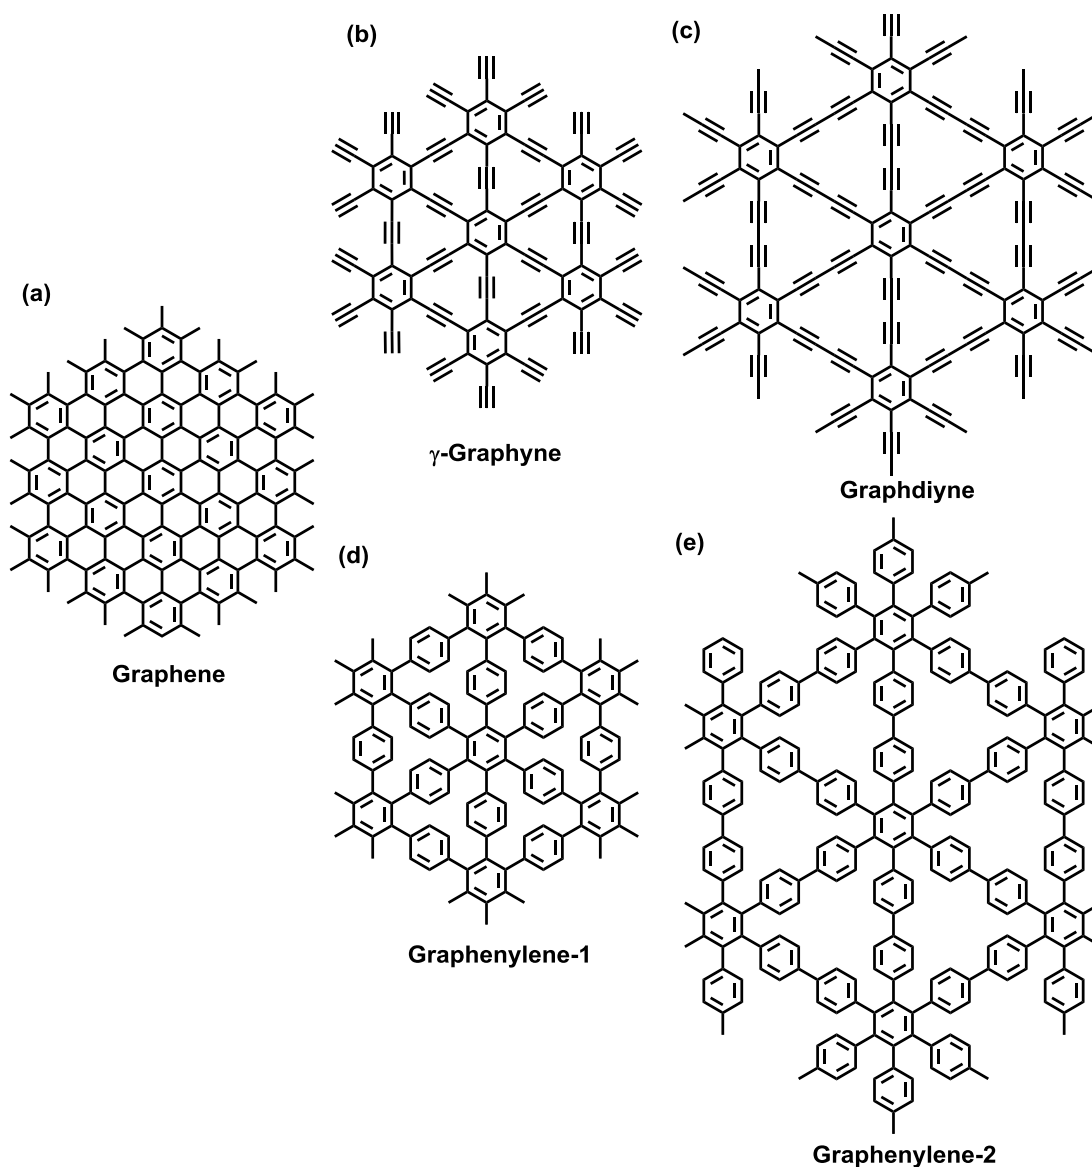 (b)
(c)
γ-Graphyne
Graphdiyne
(a)
Graphene
(d)
(e)
Graphenylene-1
Graphenylene-2